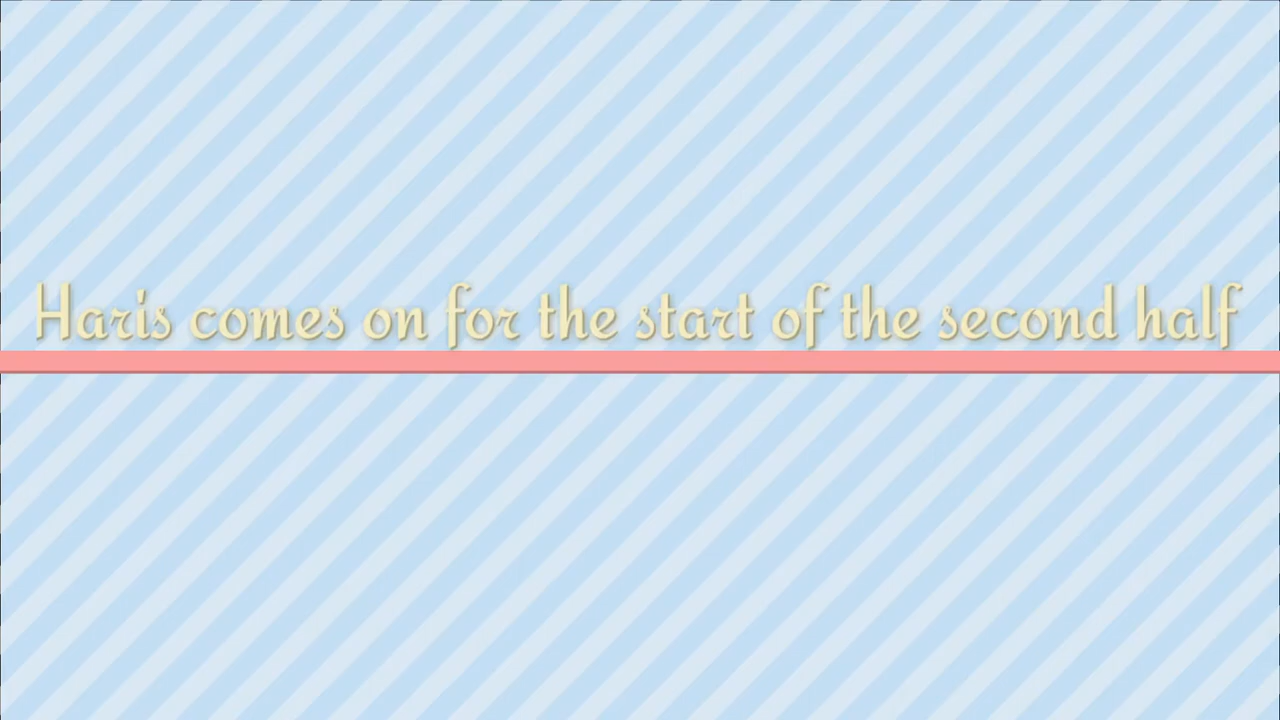 Haris comes on for the start of the second half